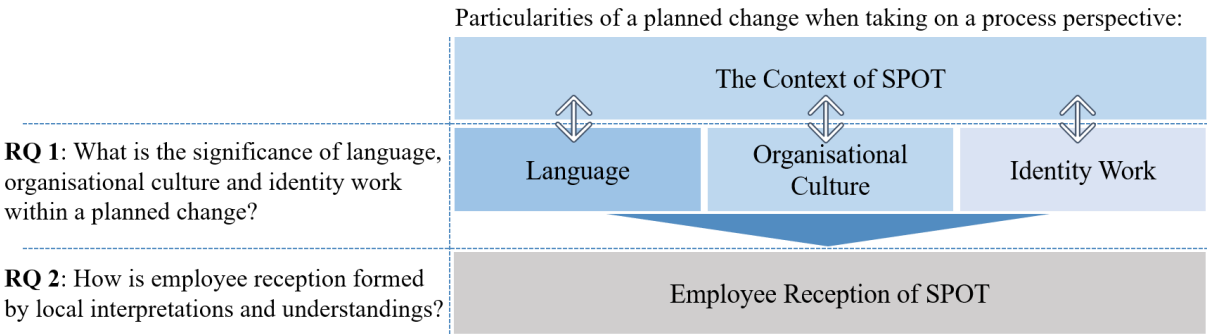 Particularities of a planned change when taking on a process perspective:
The Context of SPOT
RQ 1: What is the significance of language,
organisational culture and identity work
within a planned change?
Language
Organisational
Culture
Identity Work
RQ 2: How is employee reception formed
by local interpretations and understandings?
Employee Reception of SPOT